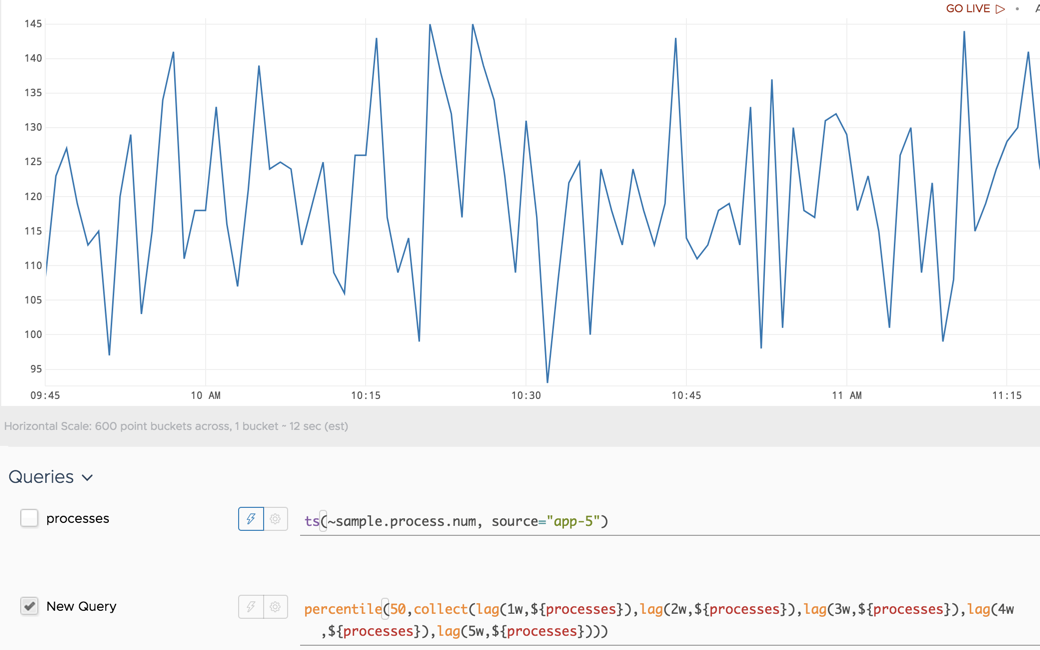 GO LIVE
145
140
135
130
125
120
115
110
105
100
95
09:45 10 AM 10:15 10:30 10:45 11 AM 11:15
Horizontal Scale: 600 point buckets across, 1 bucket - 12 sec (est)
Queries
processes
ts(~sample.process.num, source="app-5")
New Query
percentile(50,collect(lag(1w,${processes}),lag(2w,${processes}),lag(3w,${processes}),lag(4w
,${processes}),lag(5w,${processes})))